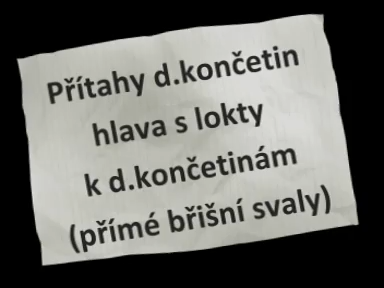 Přítahy d.končetin
hlava s lokty
k d.končetinám
(přímé břišní svaly)